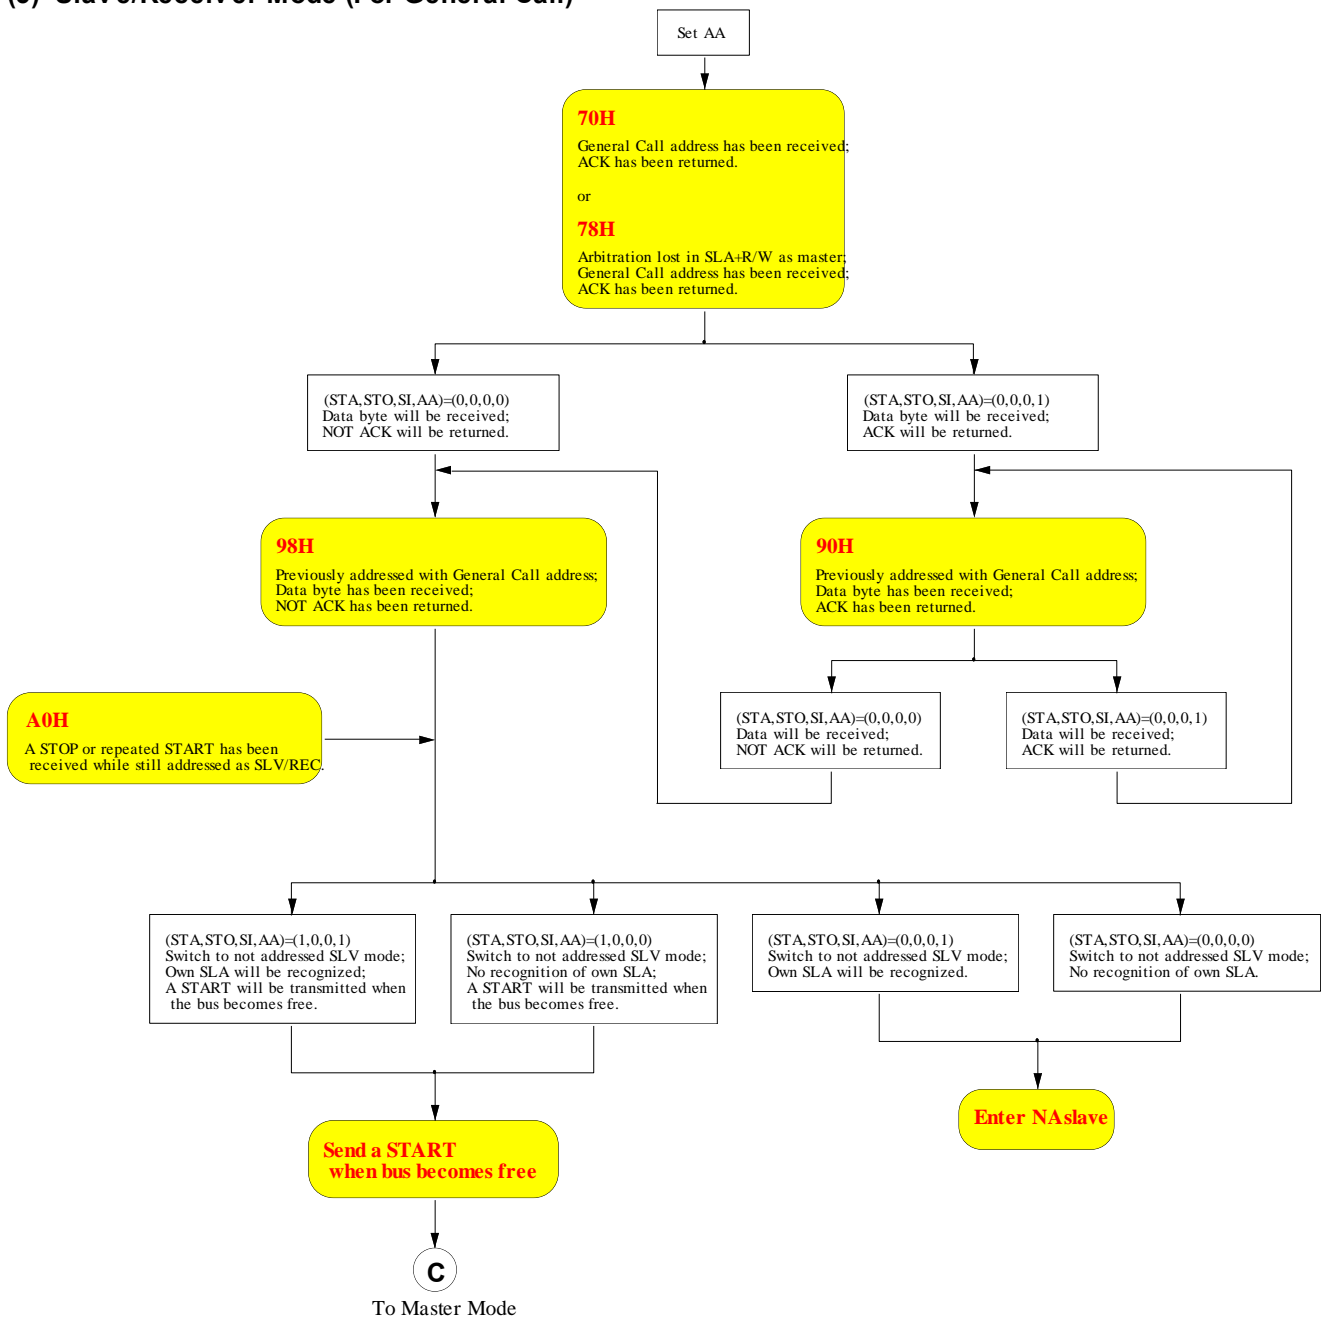 (5) Slave/Receiver Mode (For General Call)
Set AA
70H
General Call address has been received;
ACK has been returned.
or
78H
Arbitration lost in SLA+R/W as master;
General Call address has been received;
ACK has been returned.
(STA,STO,SI,AA)=(0,0,0,0)
Data byte will be received;
NOT ACK will be returned.
(STA,STO,SI,AA)=(0,0,0,1)
Data byte will be received;
ACK will be returned.
98H
Previously addressed with General Call address;
Data byte has been received;
NOT ACK has been returned.
90H
Previously addressed with General Call address;
Data byte has been received;
ACK has been returned.
A0H
A STOP or repeated START has been
received while still addressed as SLV/REC.
(STA,STO,SI,AA)=(0,0,0,0)
Data will be received;
NOT ACK will be returned.
(STA,STO,SI,AA)=(0,0,0,1)
Data will be received;
ACK will be returned.
(STA,STO,SI,AA)=(1,0,0,1)
Switch to not addressed SLV mode;
Own SLA will be recognized;
A START will be transmitted when
the bus becomes free.
(STA,STO,SI,AA)=(1,0,0,0)
Switch to not addressed SLV mode;
No recognition of own SLA;
A START will be transmitted when
the bus becomes free.
(STA,STO,SI,AA)=(0,0,0,1)
Switch to not addressed SLV mode;
Own SLA will be recognized.
(STA,STO,SI,AA)=(0,0,0,0)
Switch to not addressed SLV mode;
No recognition of own SLA.
Enter NAslave
Send a START
when bus becomes free
C
To Master Mode